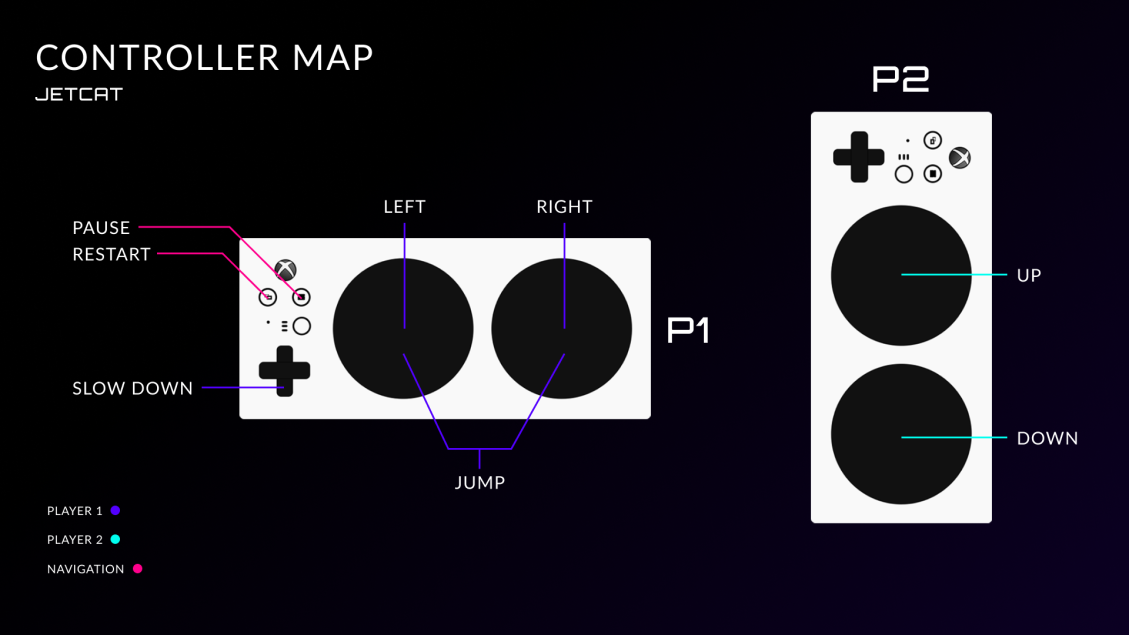 CONTROLLER MAP
JETCAT
P2
LEFT
RIGHT
PAUSE
RESTART
UP
P1
SLOW DOWN
DOWN
JUMP
PLAYER 1
PLAYER 2
NAVIGATION